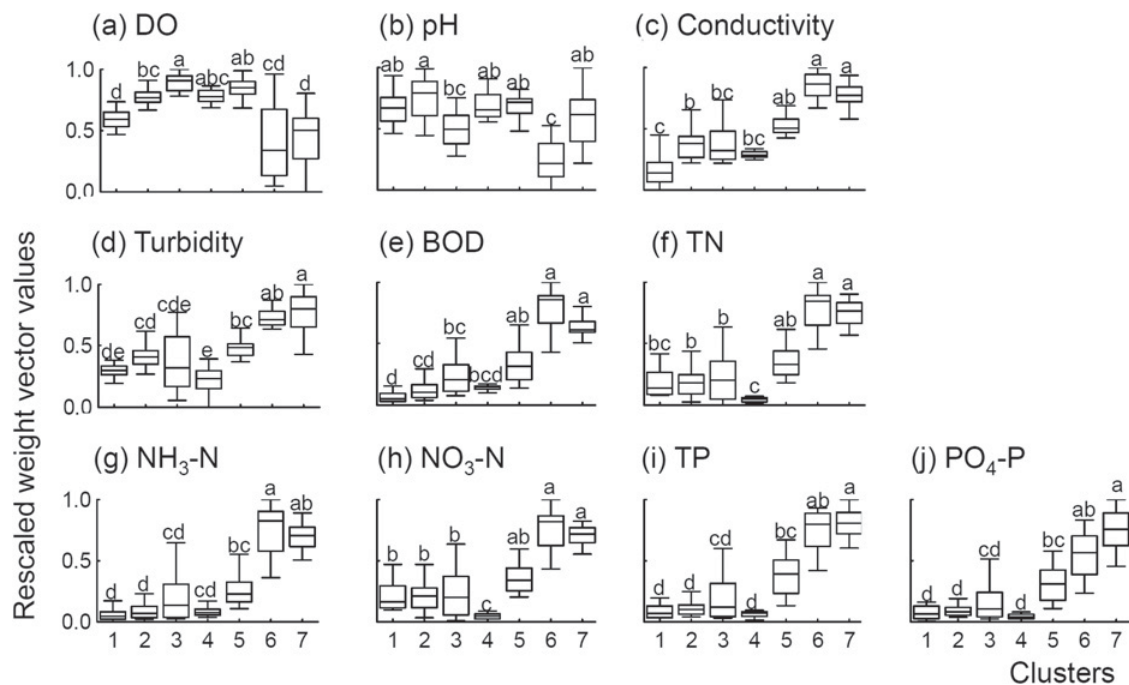 (a) DO (b) pH (c) Conductivity
d bc a abc ab cd d
ab a bc ab ab c ab
c b b bc ab a a
1.0
0.5
0.0
(d) Turbidity (e) BOD (f) TN
de cd cde e bc ab a
d cd bc bcd ab a a
b b b c ab a a
1.0
0.5
0.0
(g) NH₃-N (h) NO₃-N (i) TP (j) PO₄-P
d d cd cd bc a ab
b b b c ab a a
d d cd d bc ab a
d d cd d bc ab a
1.0
0.5
0.0
1 2 3 4 5 6 7 1 2 3 4 5 6 7 1 2 3 4 5 6 7 1 2 3 4 5 6 7
Rescaled weight vector values
Clusters